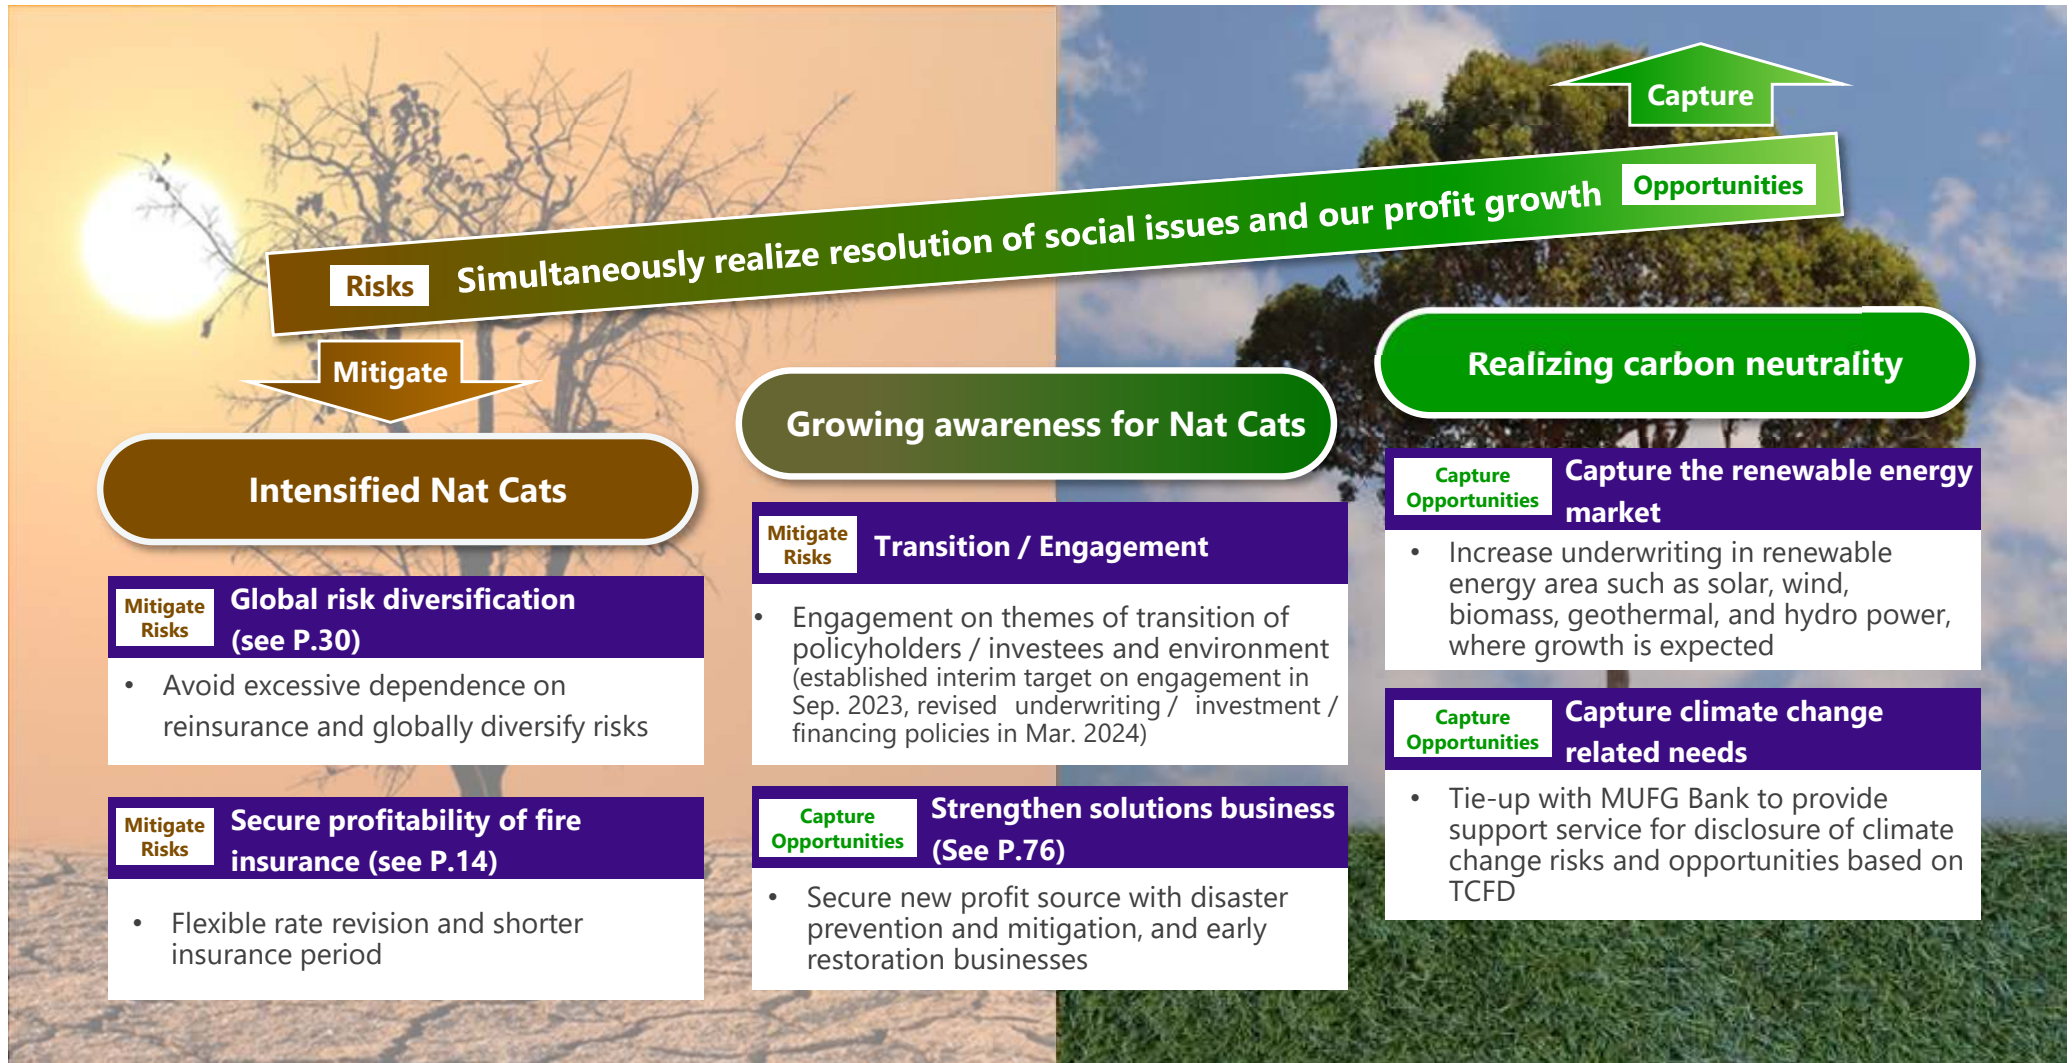 Capture
Risks Simultaneously realize resolution of social issues and our profit growth Opportunities
Mitigate
Intensified Nat Cats
Mitigate
Risks
Global risk diversification
(see P.30)
• Avoid excessive dependence on
reinsurance and globally diversify risks
Mitigate
Risks
Secure profitability of fire
insurance (see P.14)
• Flexible rate revision and shorter
insurance period
Growing awareness for Nat Cats
Mitigate
Risks
Transition / Engagement
• Engagement on themes of transition of
policyholders / investees and environment
(established interim target on engagement in
Sep. 2023, revised underwriting / investment /
financing policies in Mar. 2024)
Capture
Opportunities
Strengthen solutions business
(See P.76)
• Secure new profit source with disaster
prevention and mitigation, and early
restoration businesses
Realizing carbon neutrality
Capture
Opportunities
Capture the renewable energy
market
• Increase underwriting in renewable
energy area such as solar, wind,
biomass, geothermal, and hydro power,
where growth is expected
Capture
Opportunities
Capture climate change
related needs
• Tie-up with MUFG Bank to provide
support service for disclosure of climate
change risks and opportunities based on
TCFD